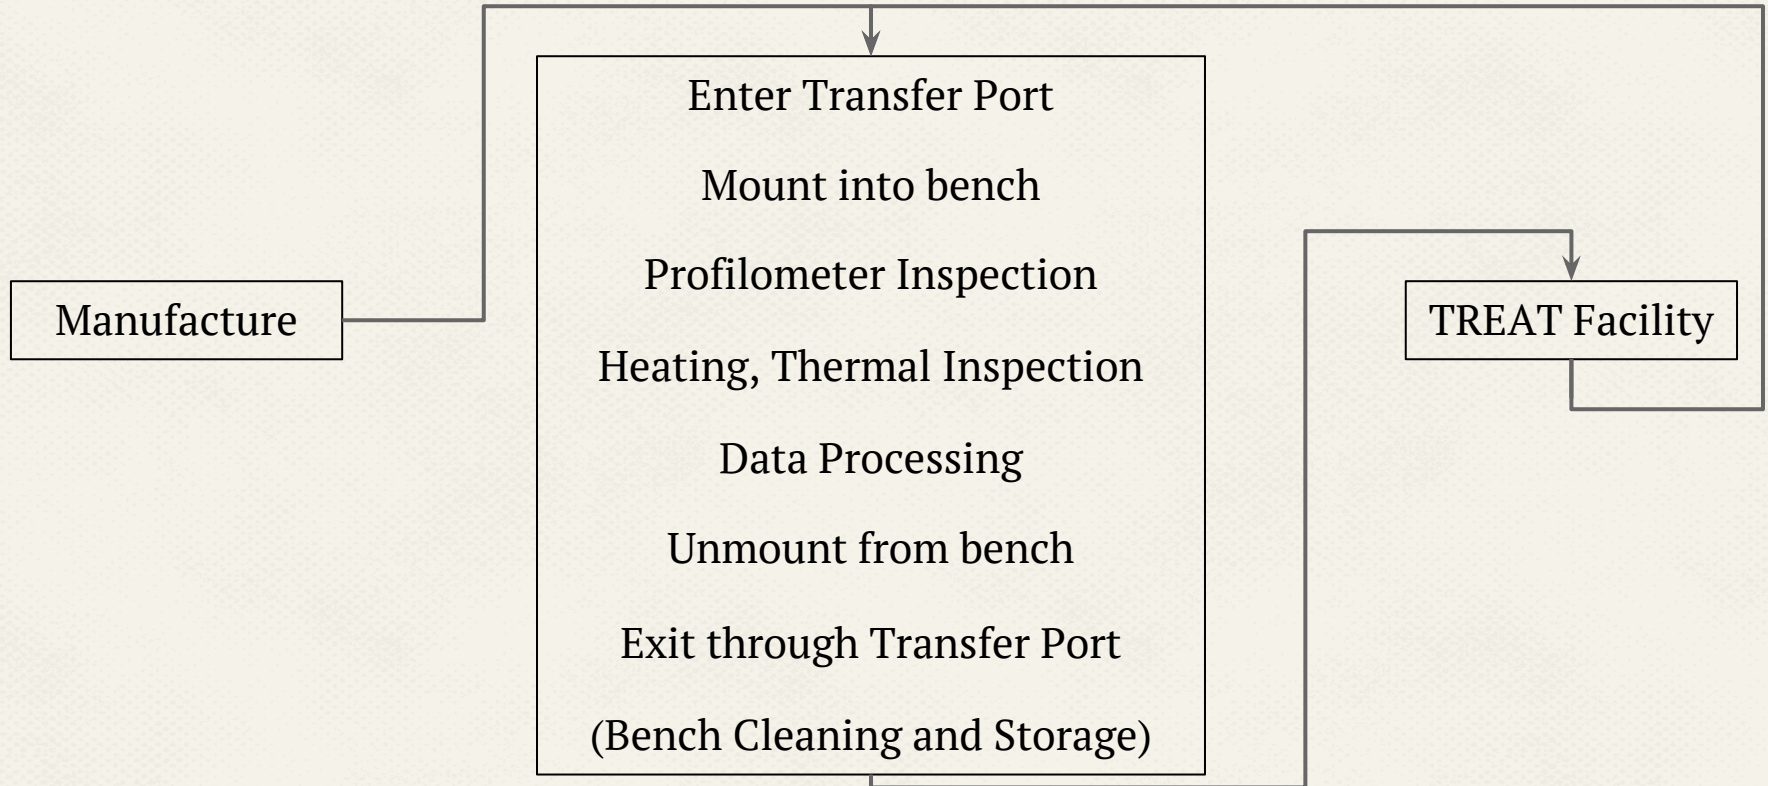 Manufacture
Enter Transfer Port
Mount into bench
Profilometer Inspection
Heating, Thermal Inspection
Data Processing
Unmount from bench
Exit through Transfer Port
(Bench Cleaning and Storage)
TREAT Facility